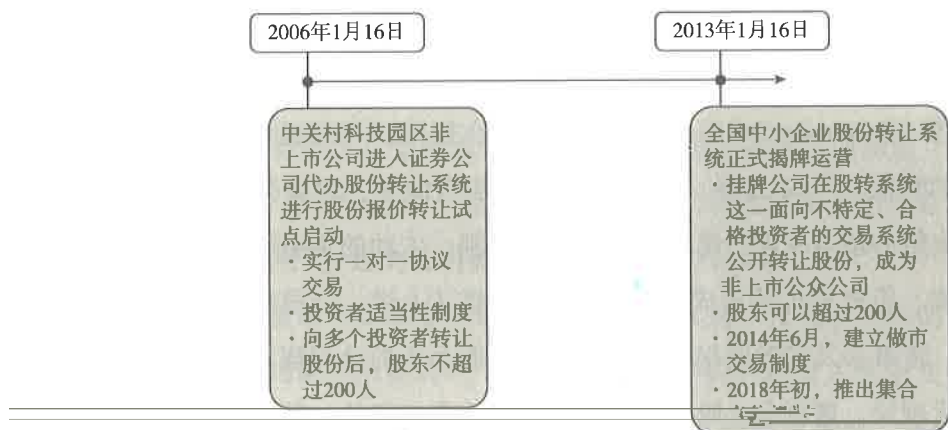 2006年1月16日
2013年1月16日
中关村科技园区非
上市公司进入证券公
司代办股份转让系统
进行股份报价转让试
点启动
·实行一对一协议
交易
·投资者适当性制度
·向多个投资者转让
股份后，股东不超
过200人
全国中小企业股份转让系
统正式揭牌运营
·挂牌公司在股转系统
这一面向不特定、合
格投资者的交易系统
公开转让股份，成为
非上市公众公司
·股东可以超过200人
·2014年6月，建立做市
交易制度
·2018年初，推出集合